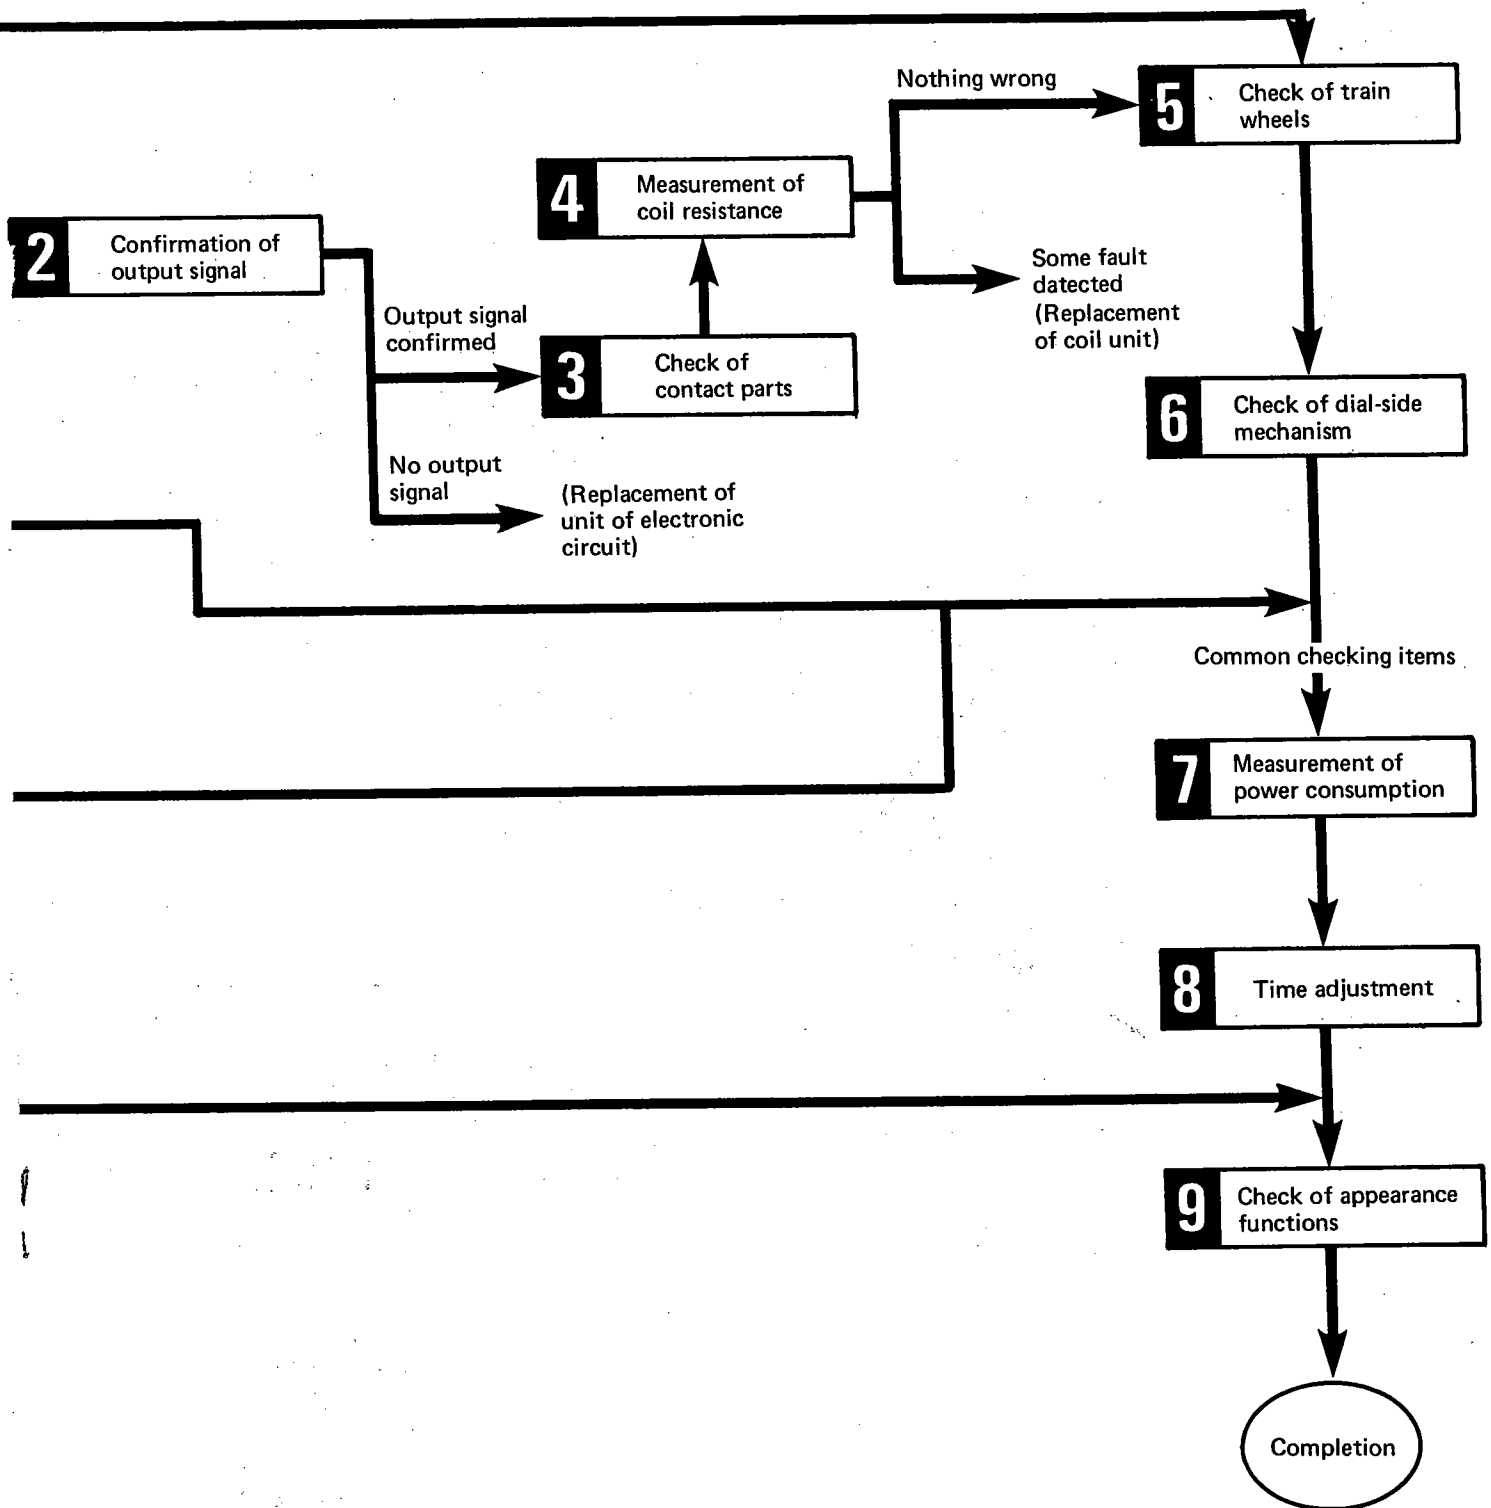 Nothing wrong
5
Check of train
wheels
4
Measurement of
coil resistance
2
Confirmation of
output signal
Some fault
datected
(Replacement
of coil unit)
Output signal
confirmed
3
Check of
contact parts
6
Check of dial-side
mechanism
No output
signal
(Replacement of
unit of electronic
circuit)
Common checking items
7
Measurement of
power consumption
8
Time adjustment
9
Check of appearance
functions
Completion